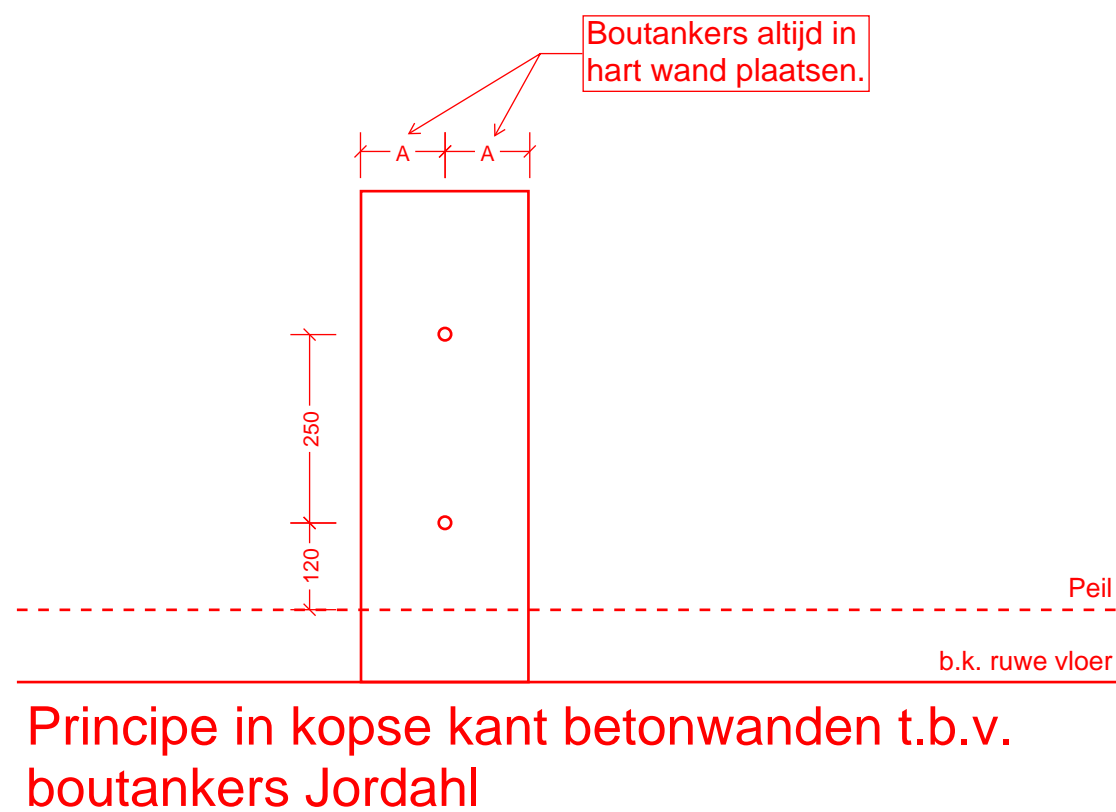 Boutankers altijd in
hart wand plaatsen.
A
A
250
120
Peil
b.k. ruwe vloer
Principe in kopse kant betonwanden t.b.v.
boutankers Jordahl